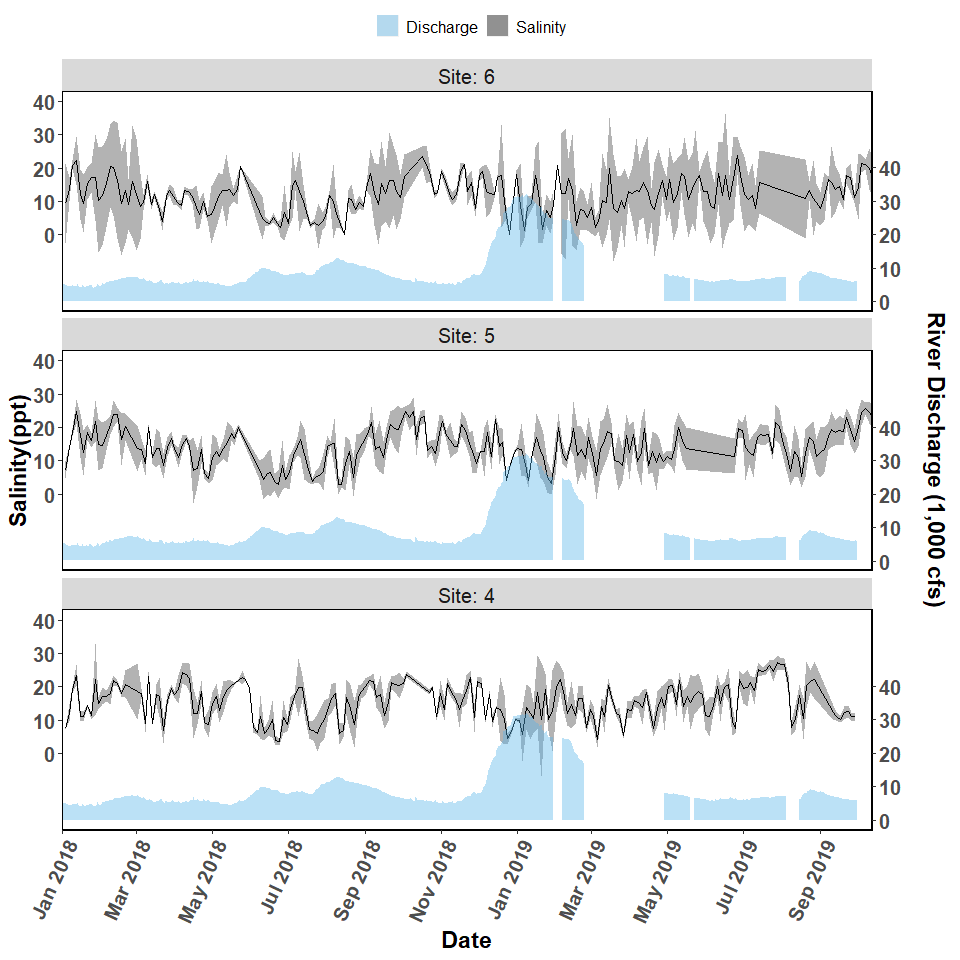 Discharge Salinity
Site: 6
40
30
20
10
0
40
30
20
10
0
Site: 5
40
30
20
10
0
40
30
20
10
0
Site: 4
40
30
20
10
0
40
30
20
10
0
Salinity(ppt)
River Discharge (1,000 cfs)
Jan 2018
Mar 2018
May 2018
Jul 2018
Sep 2018
Nov 2018
Jan 2019
Mar 2019
May 2019
Jul 2019
Sep 2019
Date